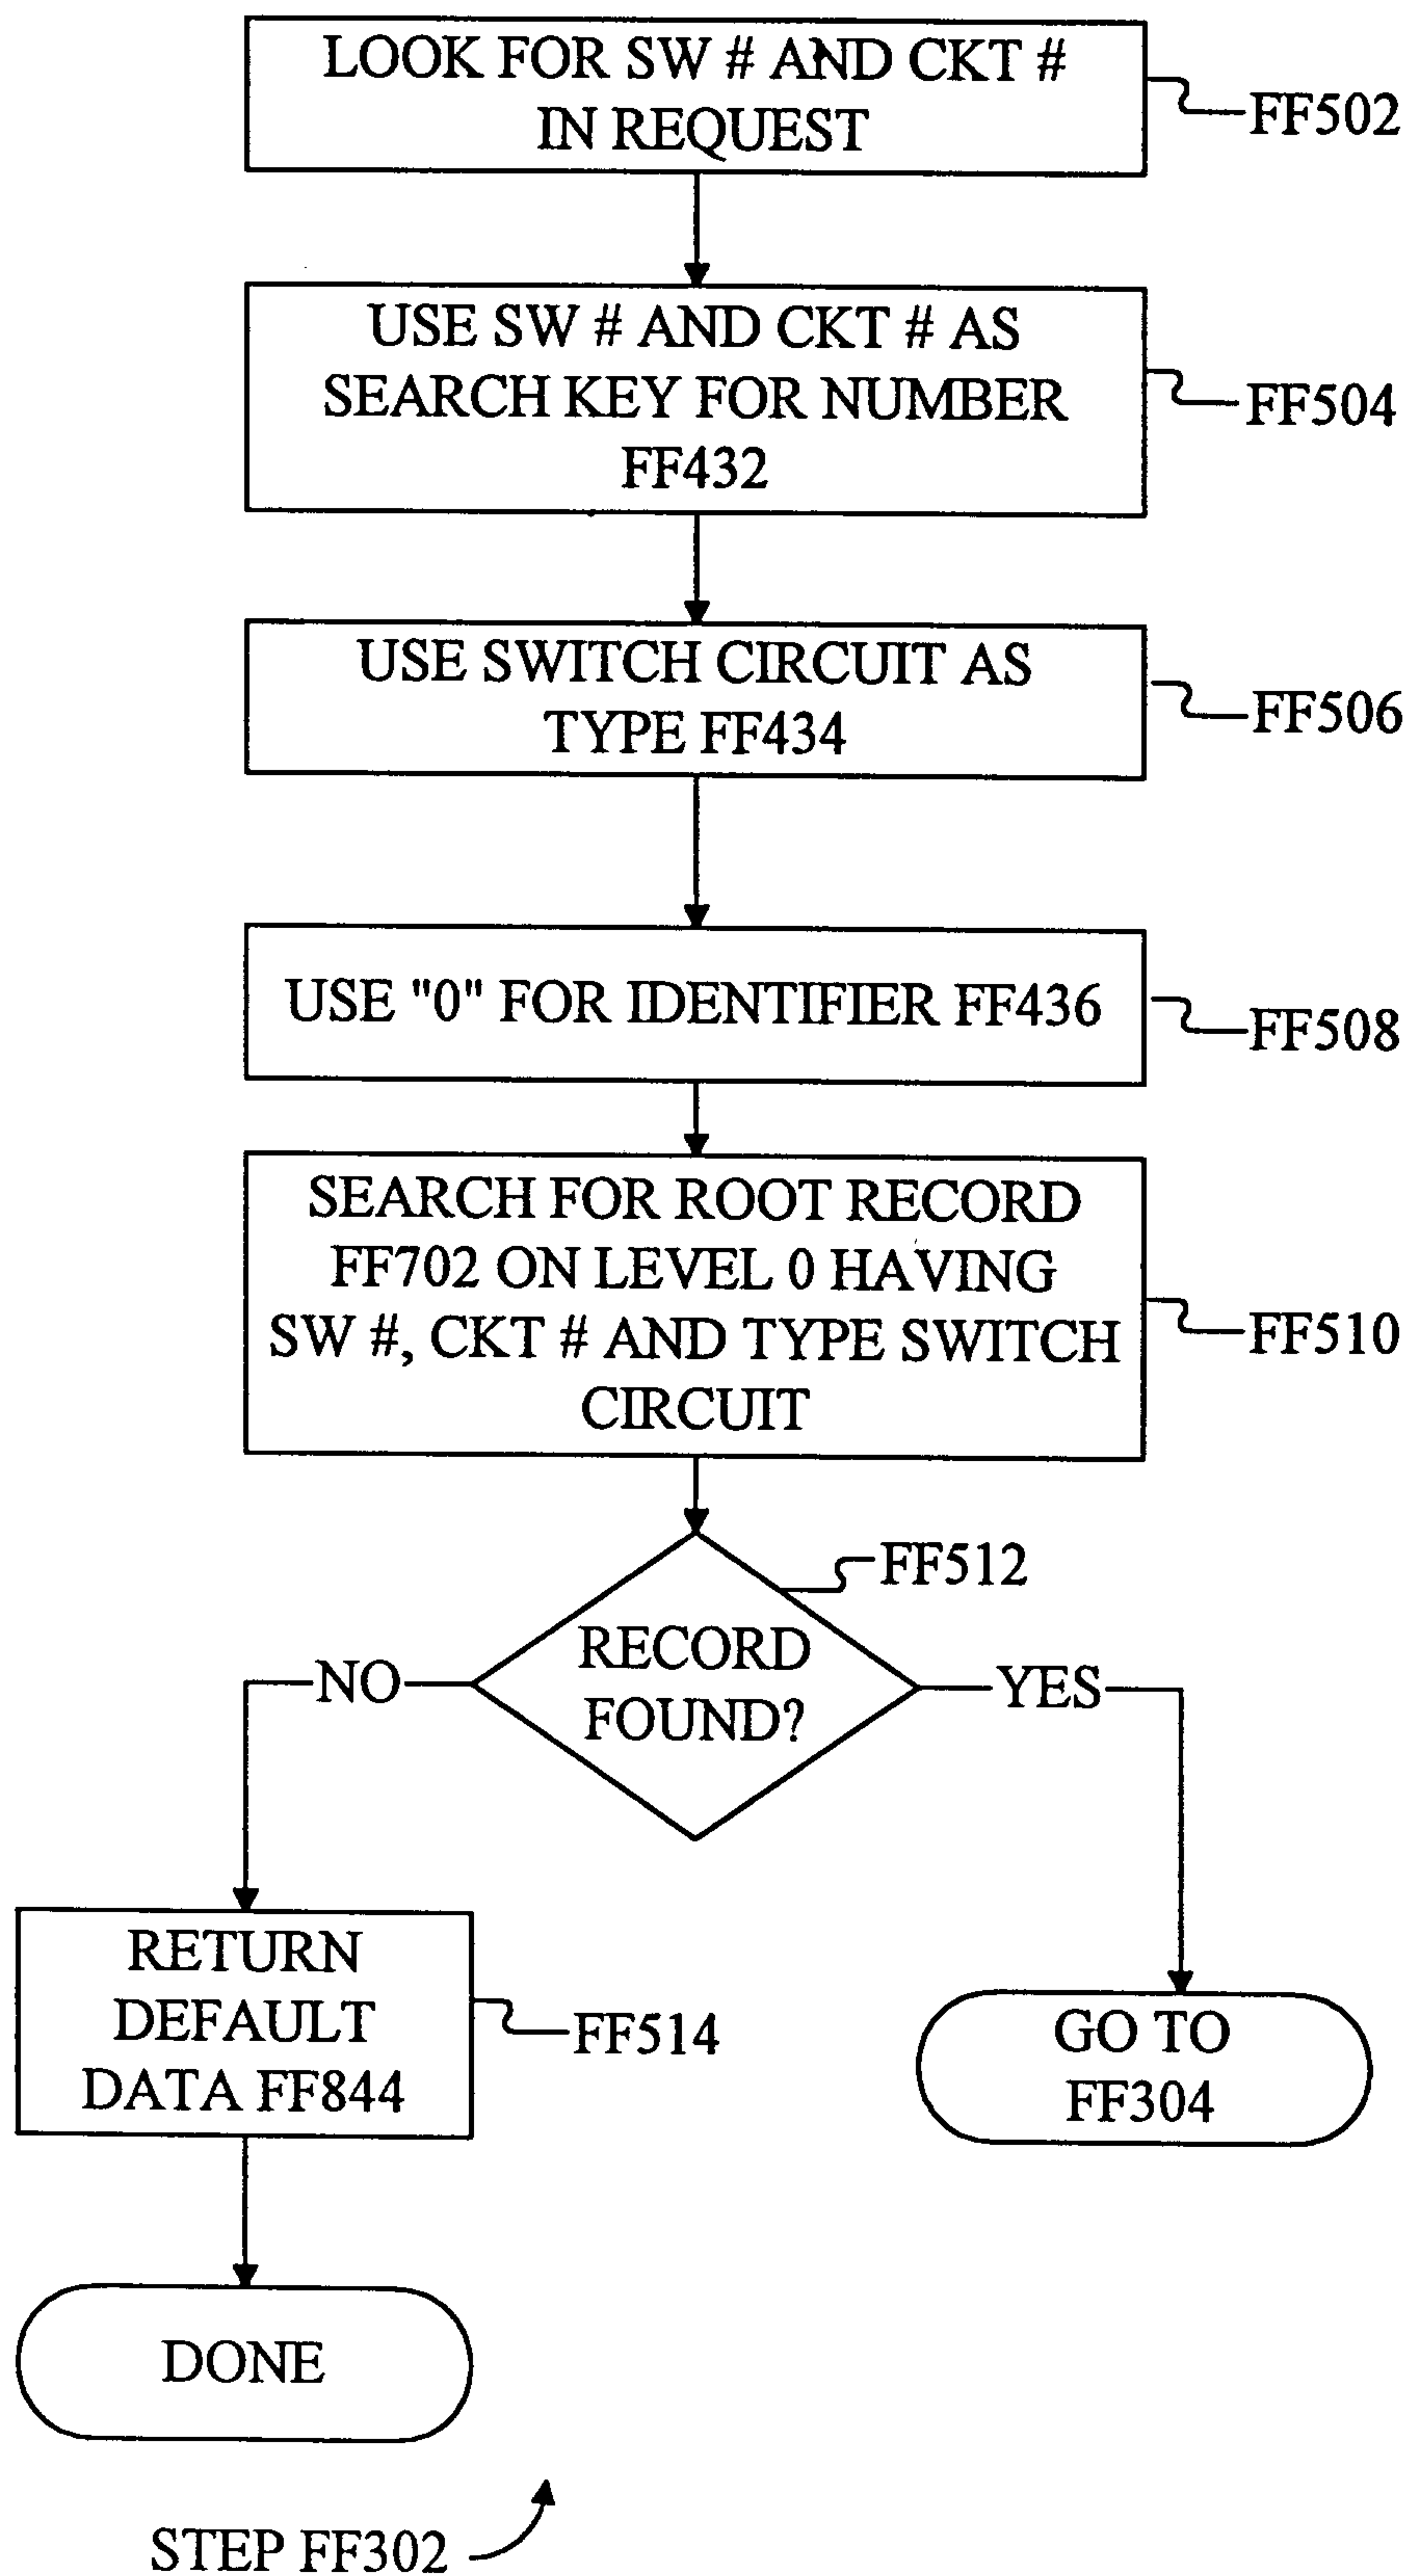 LOOK FOR SW # AND CKT #
IN REQUEST
FF502
USE SW # AND CKT # AS
SEARCH KEY FOR NUMBER
FF432
FF504
USE SWITCH CIRCUIT AS
TYPE FF434
FF506
USE "0" FOR IDENTIFIER FF436
FF508
SEARCH FOR ROOT RECORD
FF702 ON LEVEL 0 HAVING
SW #, CKT # AND TYPE SWITCH
CIRCUIT
FF510
FF512
RECORD
FOUND?
NO
YES
RETURN
DEFAULT
DATA FF844
FF514
GO TO
FF304
DONE
STEP FF302